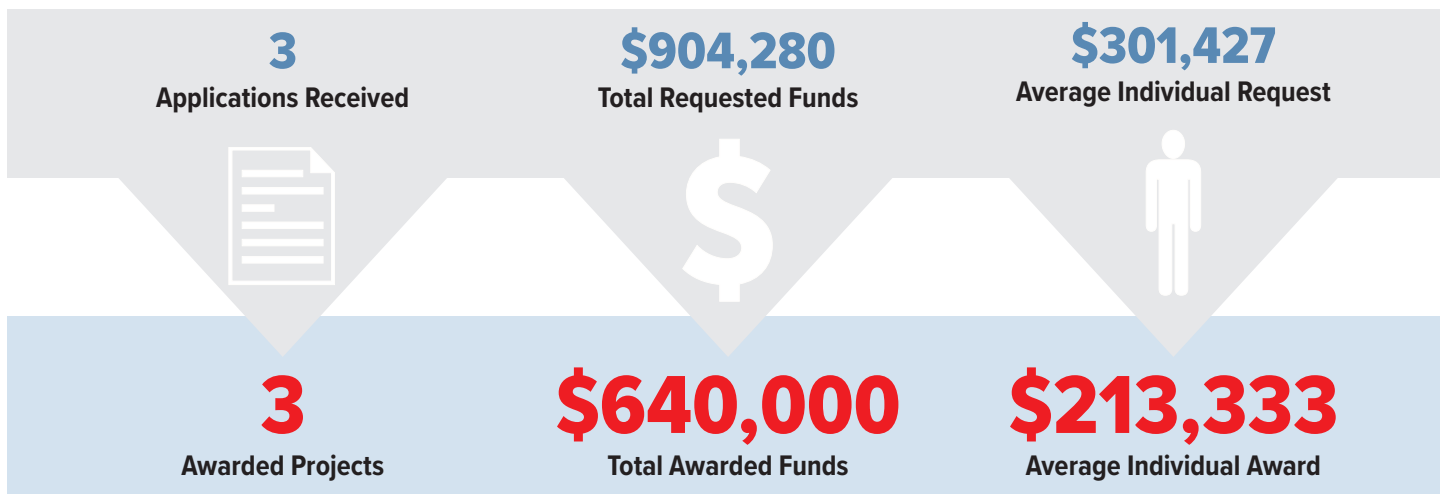 3
Applications Received
$904,280
Total Requested Funds
$301,427
Average Individual Request
$
3
Awarded Projects
$640,000
Total Awarded Funds
$213,333
Average Individual Award